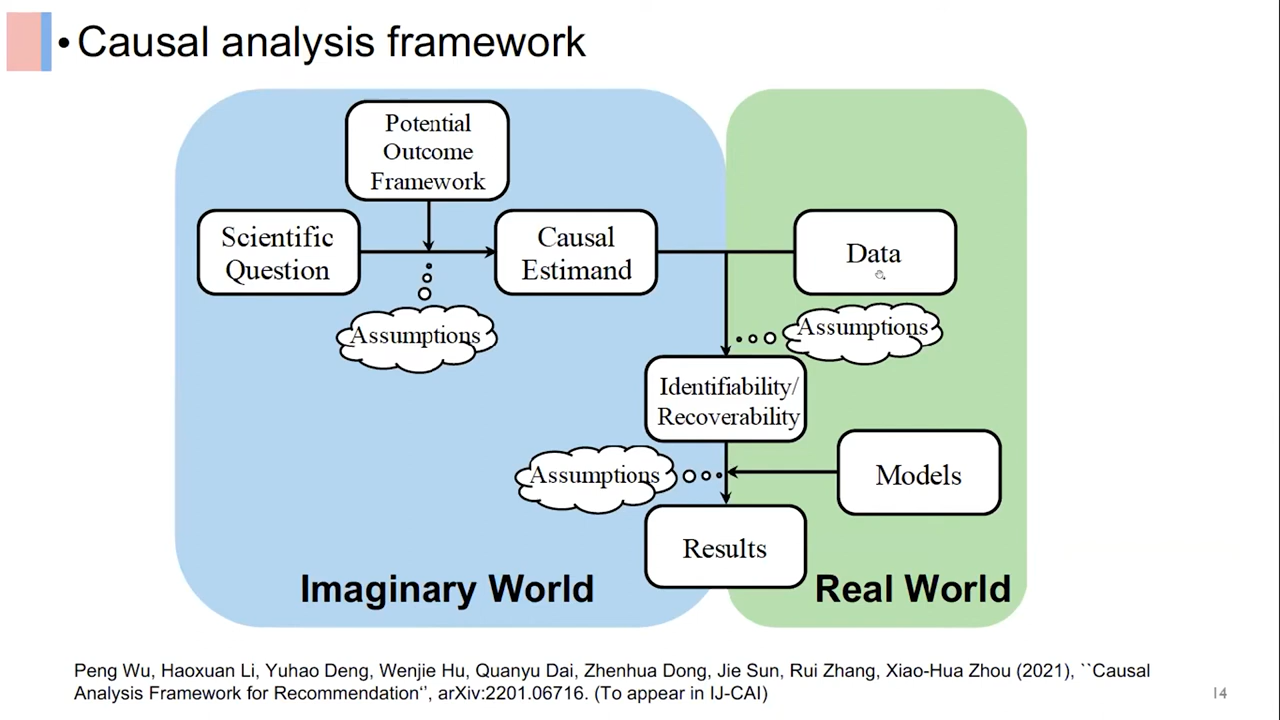 • Causal analysis framework
Potential
Outcome
Framework
Scientific
Question
Causal
Estimand
Data
Assumptions
Assumptions
Identifiability/
Recoverability
Assumptions
Models
Results
Imaginary World
Real World
Peng Wu, Haoxuan Li, Yuhao Deng, Wenjie Hu, Quanyu Dai, Zhenhua Dong, Jie Sun, Rui Zhang, Xiao-Hua Zhou (2021), ``Causal
Analysis Framework for Recommendation‘’, arXiv:2201.06716. (To appear in IJ-CAI)
14